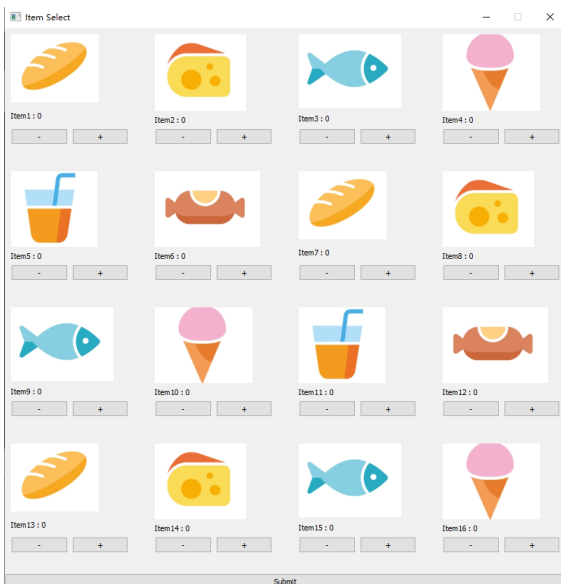 Item Select
Item1 : 0
Item2 : 0
Item3 : 0
Item4 : 0
- +
- +
- +
- +
Item5 : 0
Item6 : 0
Item7 : 0
Item8 : 0
- +
- +
- +
- +
Item9 : 0
Item10 : 0
Item11 : 0
Item12 : 0
- +
- +
- +
- +
Item13 : 0
Item14 : 0
Item15 : 0
Item16 : 0
- +
- +
- +
- +
Submit